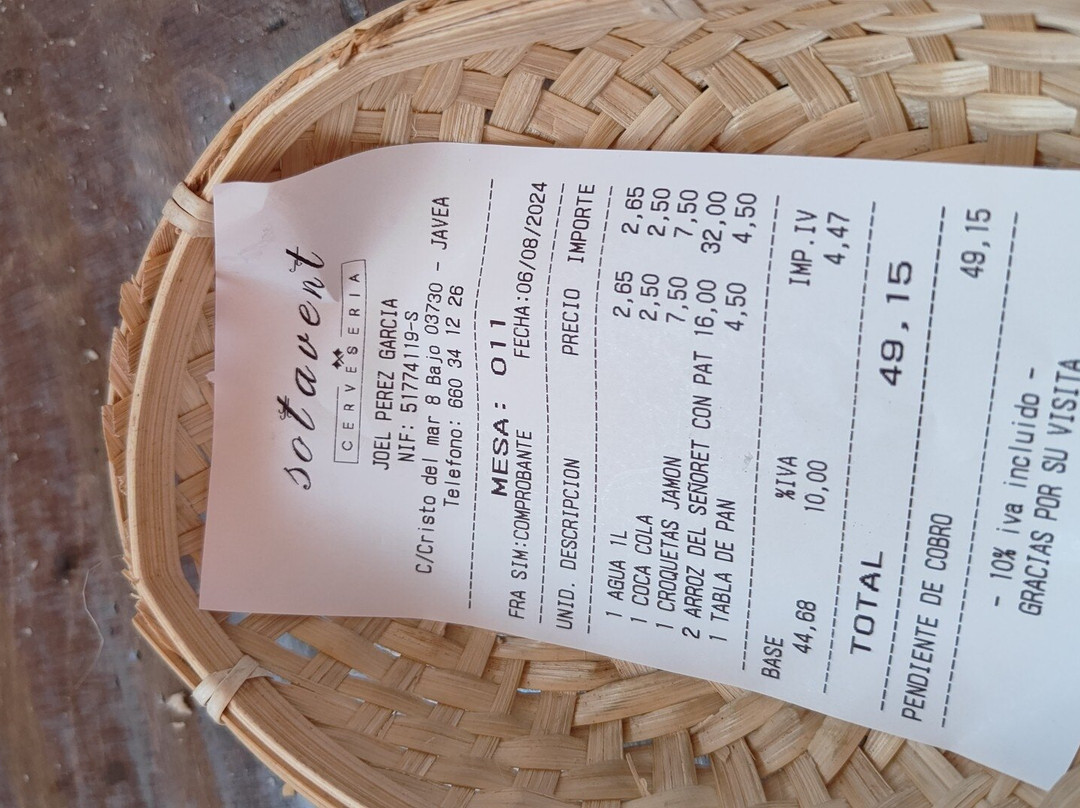 sotavent
CERVESERIA
JOEL PEREZ GARCIA
NIF: 51774119-S
C/Cristo del mar 8 Bajo 03730 - JAVEA
Telefono: 660 34 12 26
MESA: 011
FRA SIM:COMPROBANTE FECHA:06/08/2024
UNID. DESCRIPCION PRECIO IMPORTE
1 AGUA 1L 2,65 2,65
1 COCA COLA 2,50 2,50
1 CROQUETAS JAMON 7,50 7,50
2 ARROZ DEL SEÑORET CON PAT 16,00 32,00
1 TABLA DE PAN 4,50 4,50
BASE %IVA IMP.IV
44,68 10,00 4,47
TOTAL 49,15
PENDIENTE DE COBRO 49,15
- 10% iva incluido -
GRACIAS POR SU VISITA